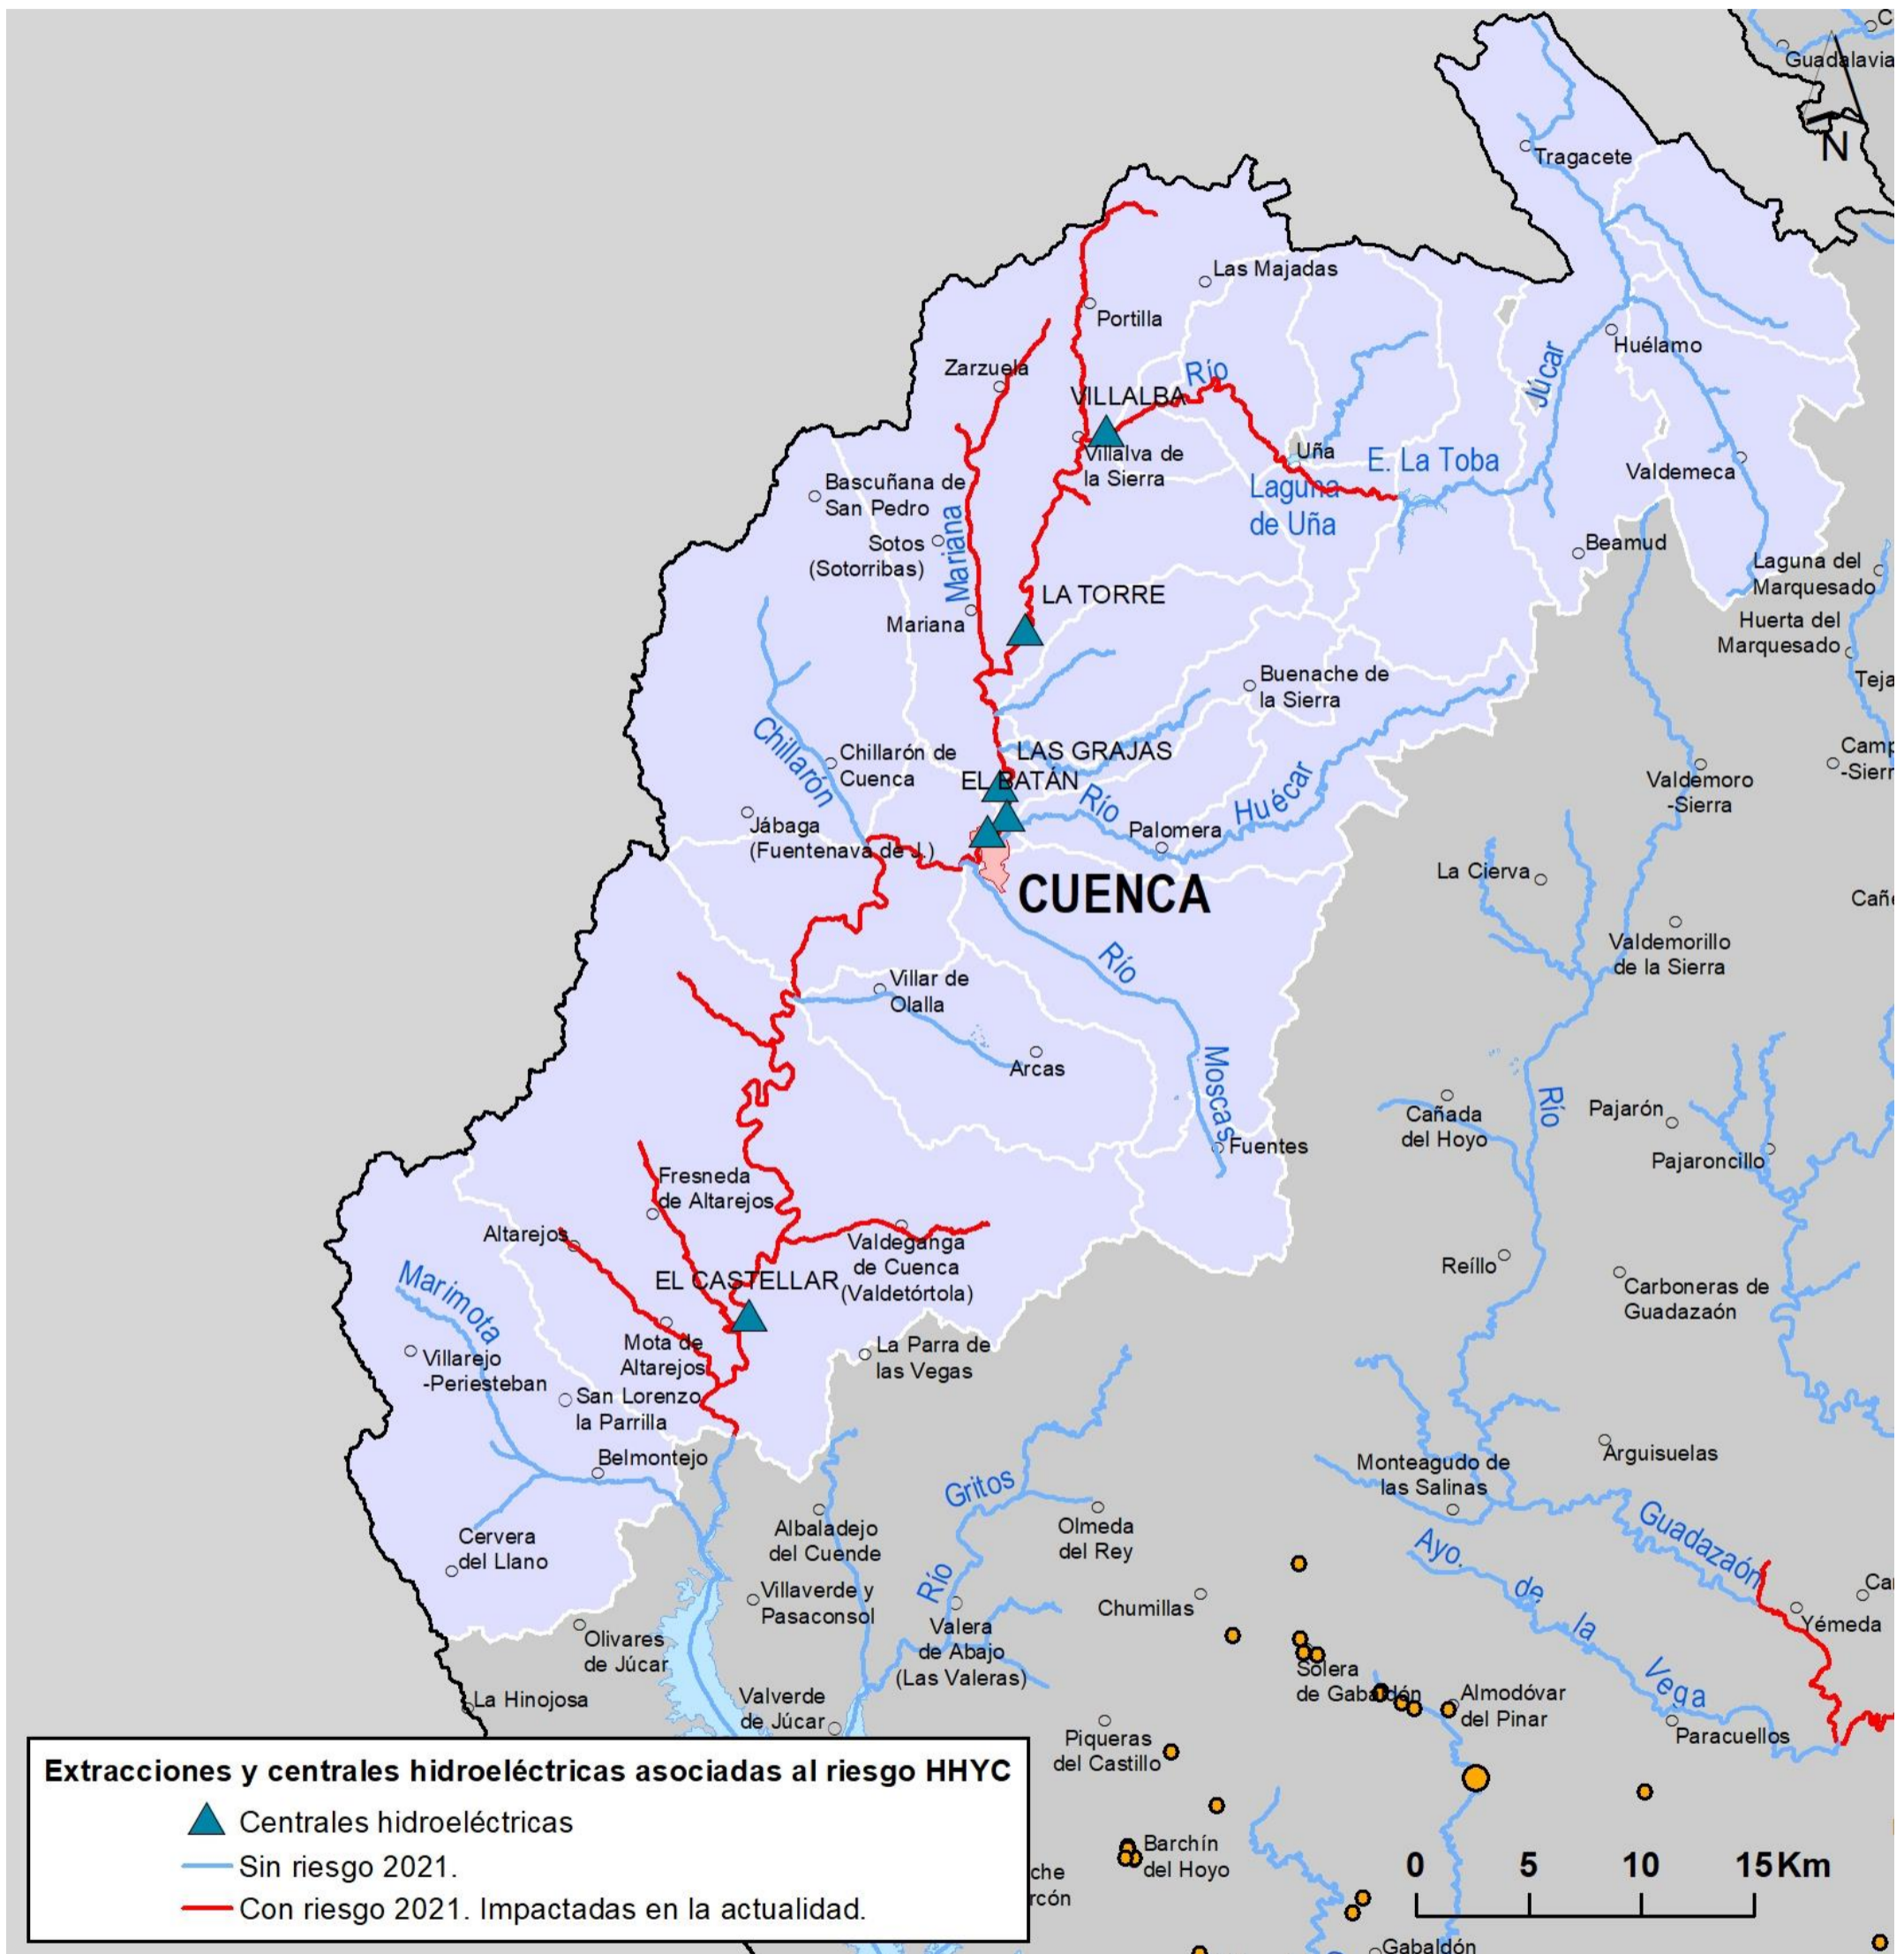 C
Guadalavia
N
Tragacete
Las Majadas
Portilla
Huélamo
Júcar
Zarzuela
Río
VILLALBA
Villalva de
la Sierra
Uña
E. La Toba
Laguna
de Uña
Valdemeca
Bascuñana de
San Pedro
Sotos
(Sotorribas)
Mariana
Beamud
Laguna del
Marquesado
LA TORRE
Mariana
Huerta del
Marquesado
Teja
Buenache de
la Sierra
Chillarón
Chillarón de
Cuenca
LAS GRAJAS
EL BATÁN
Camp
-Sierr
Valdemoro
-Sierra
Río
Huécar
Palomera
Jábaga
(Fuentenava de J.)
CUENCA
La Cierva
Cañe
Valdemorillo
de la Sierra
Río
Moscas
Villar de
Olalla
Arcas
Fuentes
Cañada
del Hoyo
Río
Pajarón
Pajaroncillo
Fresneda
de Altarejos
Altarejos
Valdeganga
de Cuenca
(Valdetórtola)
Reíllo
Carboneras de
Guadazaón
EL CASTELLAR
Marimota
Mota de
Altarejos
La Parra de
las Vegas
Villarejo
-Periesteban
San Lorenzo
la Parrilla
Belmontejo
Arguisuelas
Monteagudo de
las Salinas
Gritos
Río
Cervera
del Llano
Albaladejo
del Cuende
Olmeda
del Rey
Guadazaón
Ayo.
de
la
Vega
Villaverde y
Pasaconsol
Chumillas
Car
Yémeda
Olivares
de Júcar
Valera
de Abajo
(Las Valeras)
Solera
de Gabaldón
La Hinojosa
Valverde
de Júcar
Almodóvar
del Pinar
Paracuellos
Piqueras
del Castillo
Extracciones y centrales hidroeléctricas asociadas al riesgo HHYC
Centrales hidroeléctricas
Sin riesgo 2021.
Con riesgo 2021. Impactadas en la actualidad.
che
rcón
Barchín
del Hoyo
0 5 10 15Km
Gabaldón